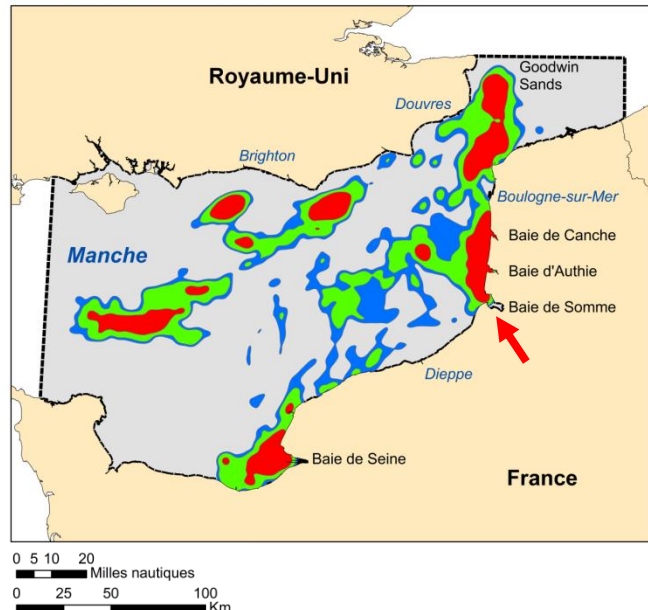 Royaume-Uni
Goodwin
Sands
Douvres
Brighton
Boulogne-sur-Mer
Baie de Canche
Manche
Baie d'Authie
Baie de Somme
Dieppe
Baie de Seine
France
0 5 10 20
Milles nautiques
0 25 50 100
Km